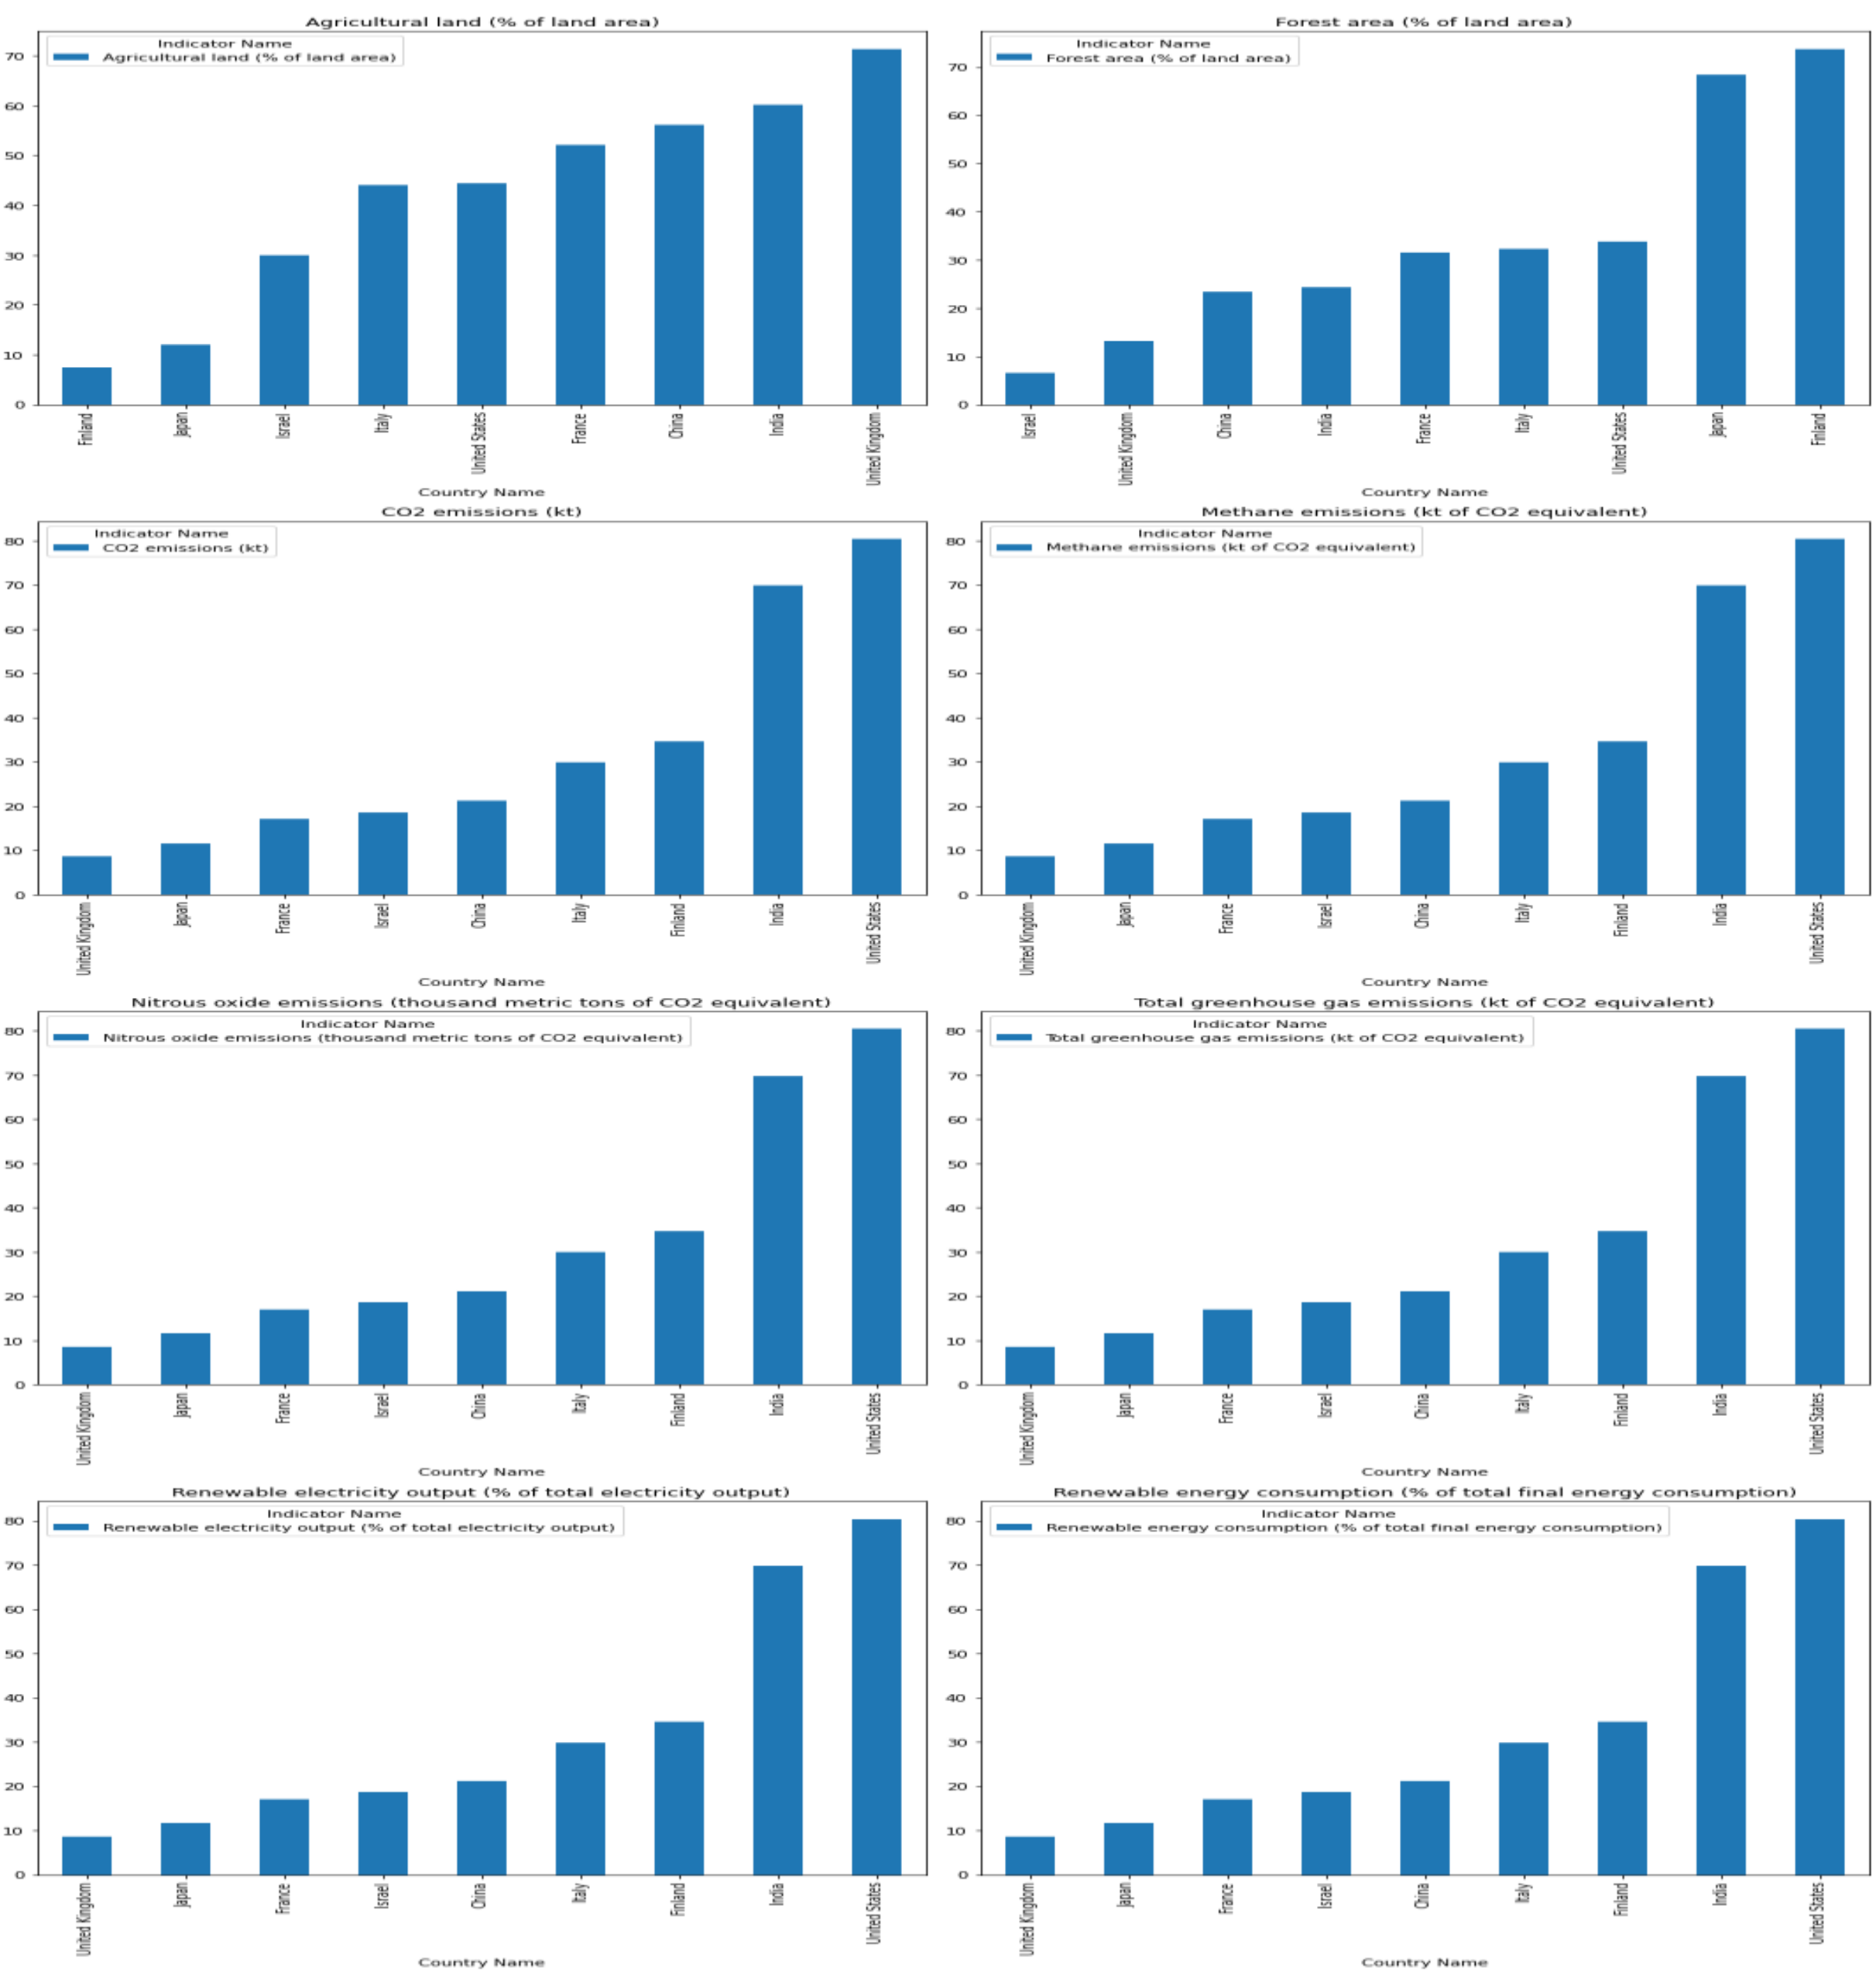 Agricultural land (% of land area)
Indicator Name
Agricultural land (% of land area)
70
60
50
40
30
20
10
0
Finland
Japan
Israel
Italy
United States
France
China
India
United Kingdom
Country Name
Forest area (% of land area)
Indicator Name
Forest area (% of land area)
70
60
50
40
30
20
10
0
Israel
United Kingdom
China
India
France
Italy
United States
Japan
Finland
Country Name
CO2 emissions (kt)
Indicator Name
CO2 emissions (kt)
80
70
60
50
40
30
20
10
0
United Kingdom
Japan
France
Israel
China
Italy
Finland
India
United States
Country Name
Methane emissions (kt of CO2 equivalent)
Indicator Name
Methane emissions (kt of CO2 equivalent)
80
70
60
50
40
30
20
10
0
United Kingdom
Japan
France
Israel
China
Italy
Finland
India
United States
Country Name
Nitrous oxide emissions (thousand metric tons of CO2 equivalent)
Indicator Name
Nitrous oxide emissions (thousand metric tons of CO2 equivalent)
80
70
60
50
40
30
20
10
0
United Kingdom
Japan
France
Israel
China
Italy
Finland
India
United States
Country Name
Total greenhouse gas emissions (kt of CO2 equivalent)
Indicator Name
Total greenhouse gas emissions (kt of CO2 equivalent)
80
70
60
50
40
30
20
10
0
United Kingdom
Japan
France
Israel
China
Italy
Finland
India
United States
Country Name
Renewable electricity output (% of total electricity output)
Indicator Name
Renewable electricity output (% of total electricity output)
80
70
60
50
40
30
20
10
0
United Kingdom
Japan
France
Israel
China
Italy
Finland
India
United States
Country Name
Renewable energy consumption (% of total final energy consumption)
Indicator Name
Renewable energy consumption (% of total final energy consumption)
80
70
60
50
40
30
20
10
0
United Kingdom
Japan
France
Israel
China
Italy
Finland
India
United States
Country Name